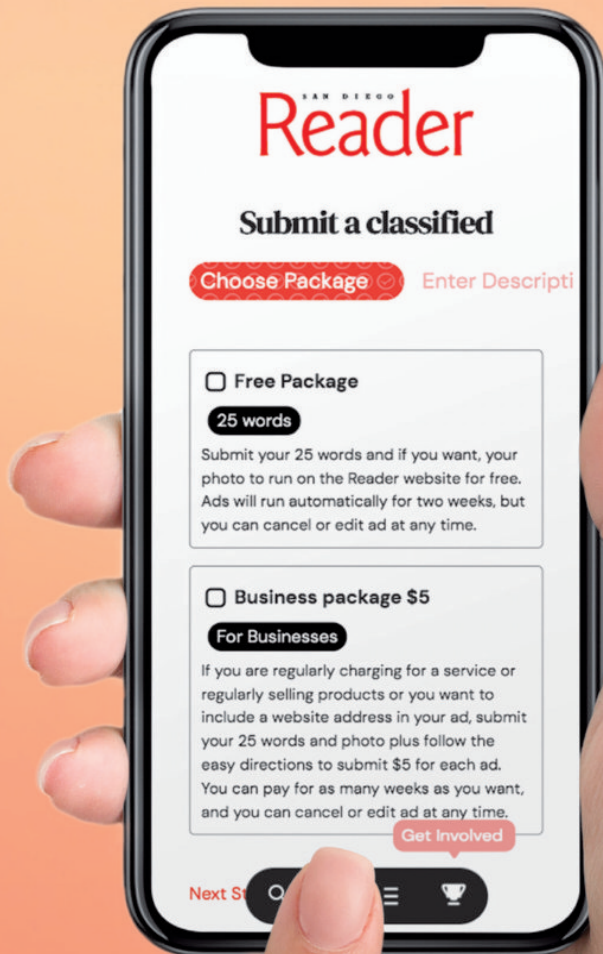 SAN DIEGO
Reader
Submit a classified
Choose Package
Enter Descripti
Free Package
25 words
Submit your 25 words and if you want, your
photo to run on the Reader website for free.
Ads will run automatically for two weeks, but
you can cancel or edit ad at any time.
Business package $5
For Businesses
If you are regularly charging for a service or
regularly selling products or you want to
include a website address in your ad, submit
your 25 words and photo plus follow the
easy directions to submit $5 for each ad.
You can pay for as many weeks as you want,
and you can cancel or edit ad at any time.
Get Involved
Next St